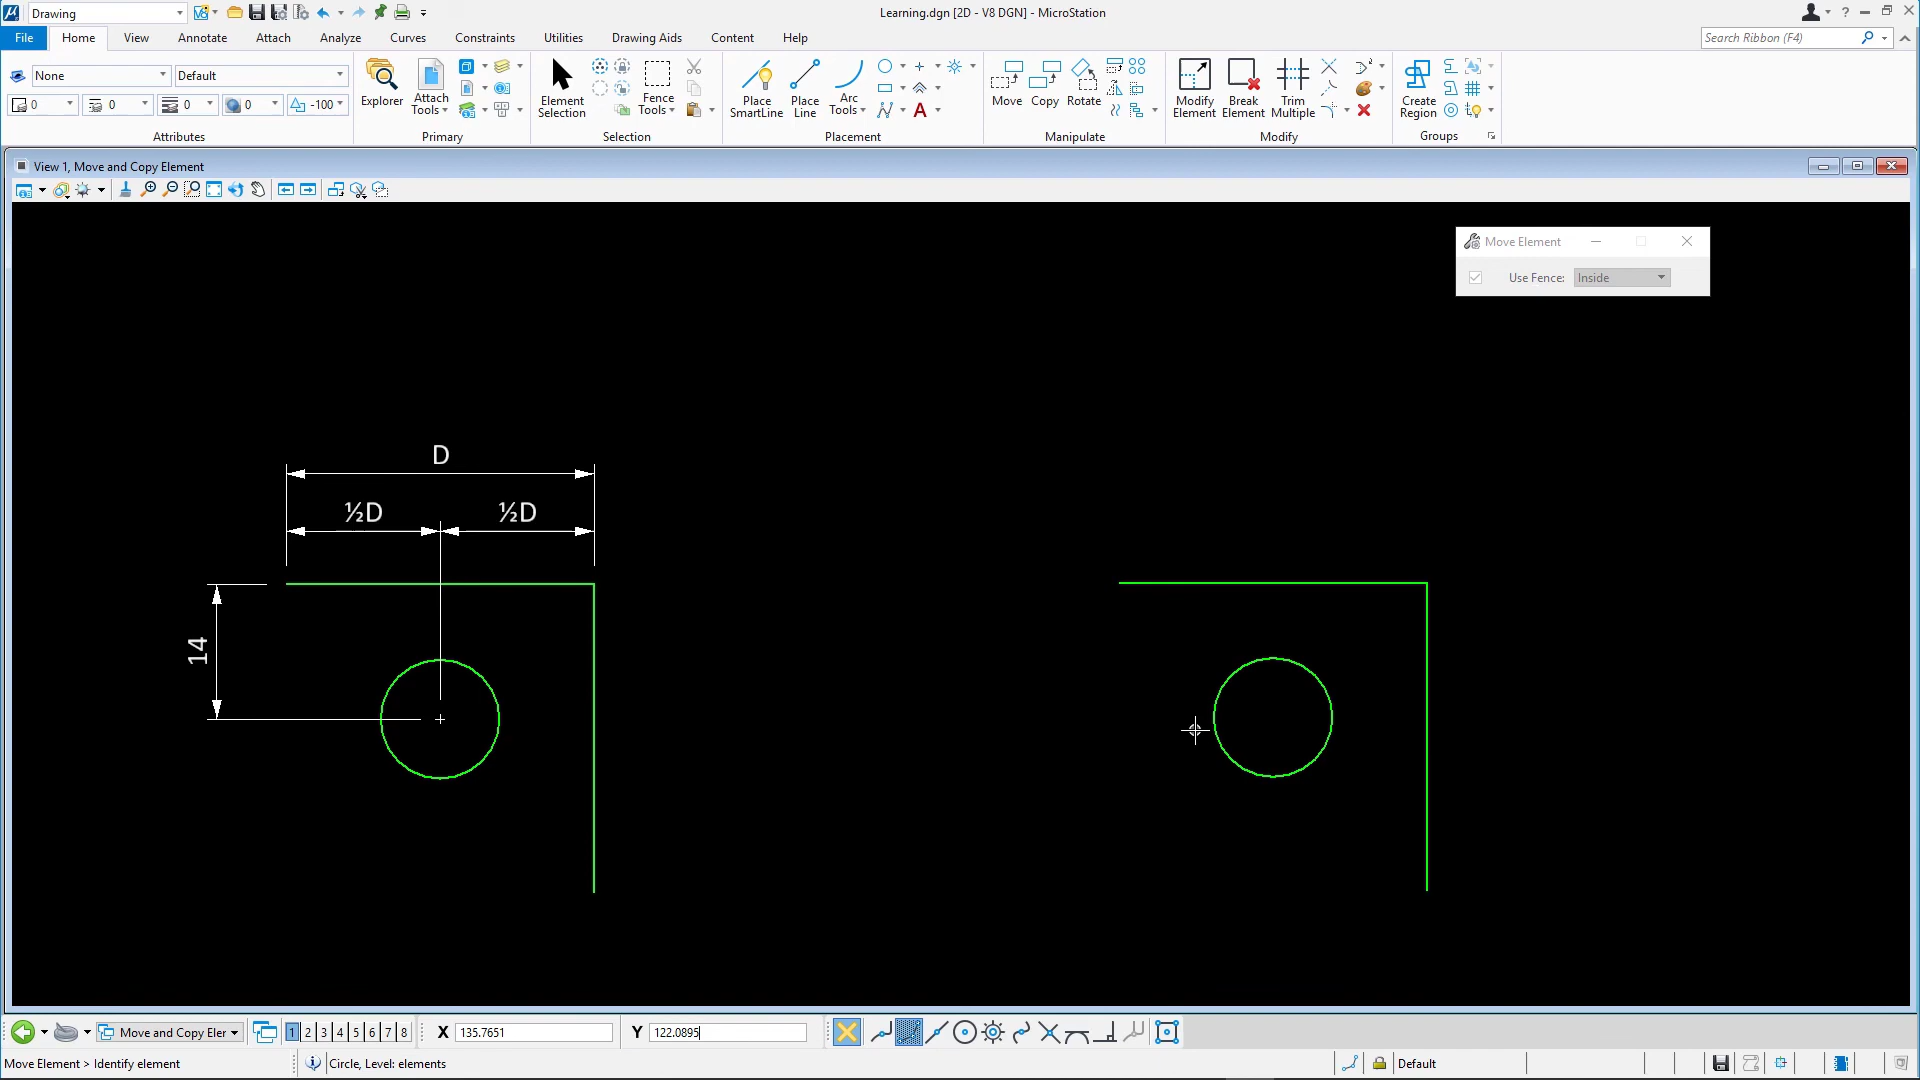 Drawing
Learning.dgn [2D - V8 DGN] - MicroStation
File Home View Annotate Attach Analyze Curves Constraints Utilities Drawing Aids Content Help
Search Ribbon (F4)
None Default
0 0 0 0 -100
Attributes
Explorer
Attach Tools
Primary
Element Selection
Fence Tools
Selection
Place SmartLine
Place Line
Arc Tools
A
Placement
Move Copy Rotate
Manipulate
Modify Element
Break Element
Trim Multiple
Modify
Create Region
Groups
View 1, Move and Copy Element
Move Element
Use Fence: Inside
D
½D ½D
14
Move and Copy Eler 1 2 3 4 5 6 7 8 X 135.7651 Y 122.0895
Move Element > Identify element Circle, Level: elements Default